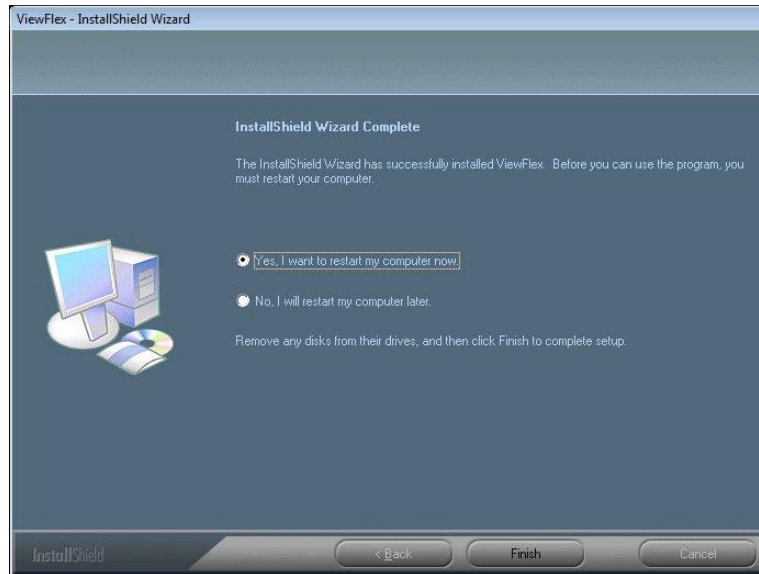 ViewFlex - InstallShield Wizard
InstallShield Wizard Complete
The InstallShield Wizard has successfully installed ViewFlex. Before you can use the program, you
must restart your computer.
Yes, I want to restart my computer now.
No, I will restart my computer later.
Remove any disks from their drives, and then click Finish to complete setup.
InstallShield
< Back
Finish
Cancel